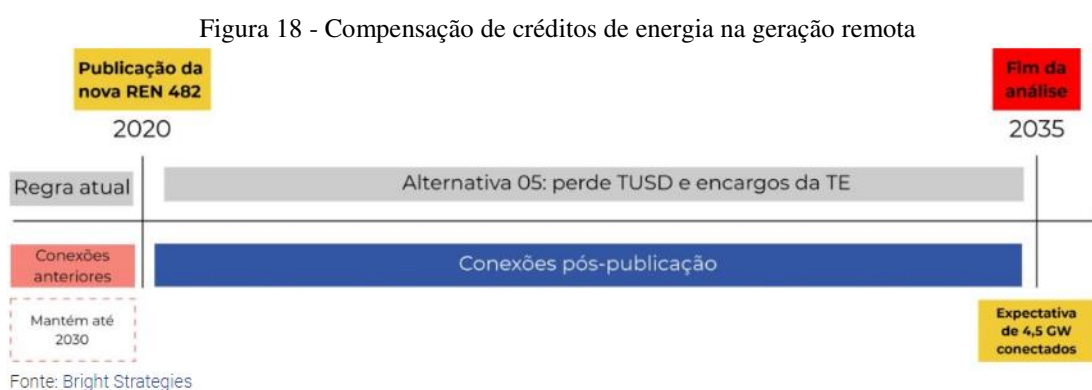 Figura 18 - Compensação de créditos de energia na geração remota
Publicação da
nova REN 482
Fim da
análise
2020
2035
Regra atual
Alternativa 05: perde TUSD e encargos da TE
Conexões
anteriores
Conexões pós-publicação
Mantém até
2030
Expectativa
de 4,5 GW
conectados
Fonte: Bright Strategies